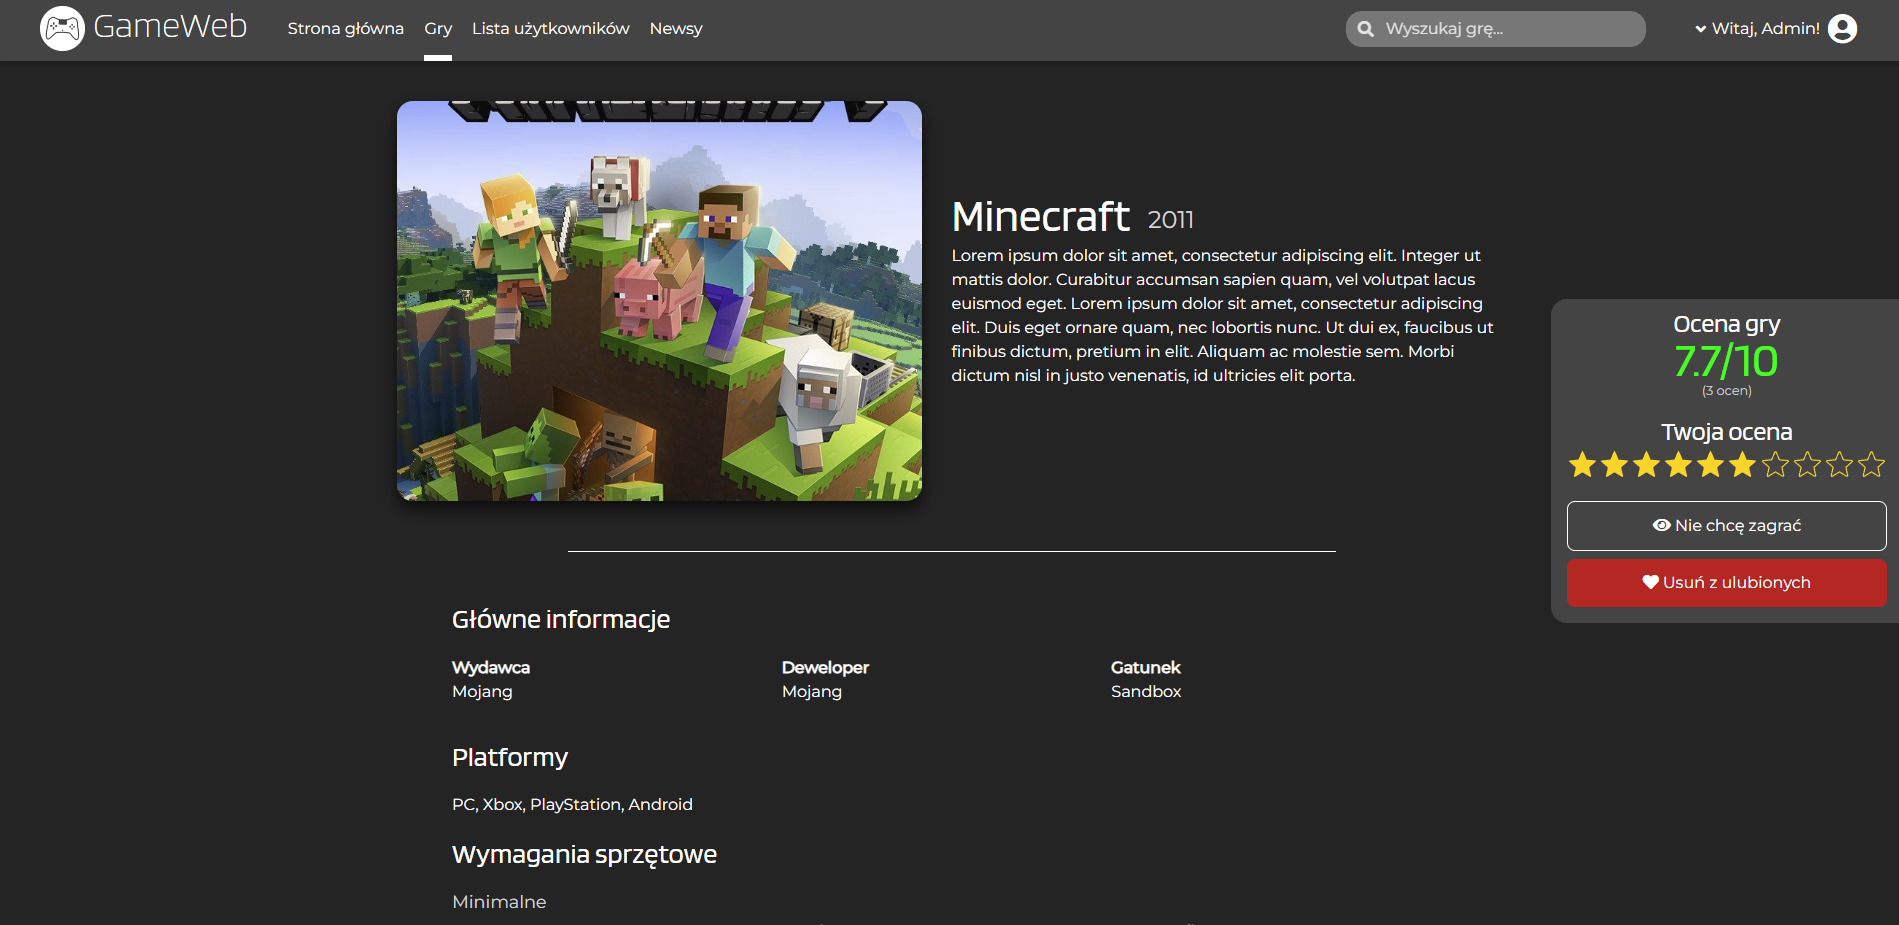 GameWeb
Strona główna
Gry
Lista użytkowników
Newsy
Wyszukaj grę...
Witaj, Admin!
Minecraft 2011
Lorem ipsum dolor sit amet, consectetur adipiscing elit. Integer ut
mattis dolor. Curabitur accumsan sapien quam, vel volutpat lacus
euismod eget. Lorem ipsum dolor sit amet, consectetur adipiscing
elit. Duis eget ornare quam, nec lobortis nunc. Ut dui ex, faucibus ut
finibus dictum, pretium in elit. Aliquam ac molestie sem. Morbi
dictum nisl in justo venenatis, id ultricies elit porta.
Ocena gry
7.7/10
(3 ocen)
Twoja ocena
Nie chcę zagrać
Usuń z ulubionych
Główne informacje
Wydawca
Mojang
Deweloper
Mojang
Gatunek
Sandbox
Platformy
PC, Xbox, PlayStation, Android
Wymagania sprzętowe
Minimalne